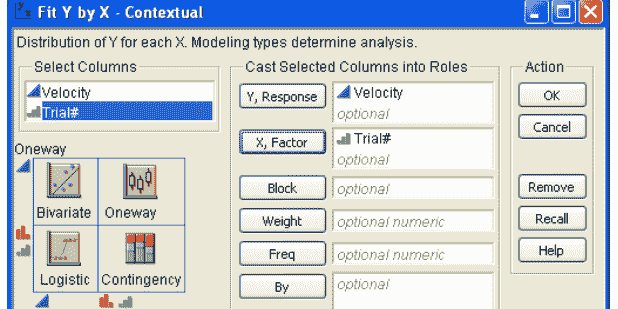 Fit Y by X - Contextual
Distribution of Y for each X. Modeling types determine analysis.
Select Columns
Velocity
Trial#
Oneway
Bivariate Oneway
Logistic Contingency
Cast Selected Columns into Roles
Y, Response Velocity
optional
X, Factor Trial#
optional
Block optional
Weight optional numeric
Freq optional numeric
By optional
Action
OK
Cancel
Remove
Recall
Help